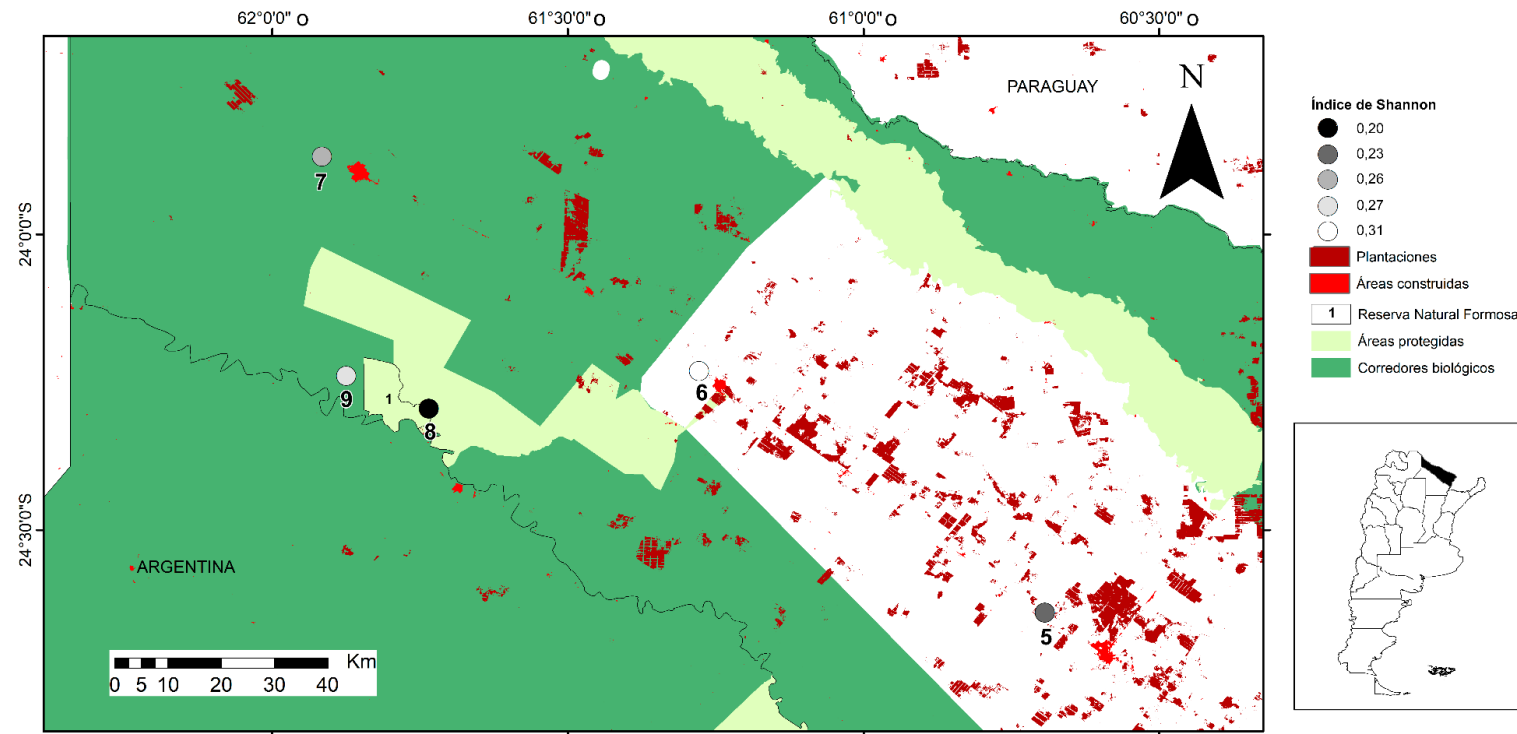 62°0'0" O
61°30'0" O
61°0'0" O
60°30'0" O
24°0'0"S
24°30'0"S
PARAGUAY
N
7
9
1
8
6
5
ARGENTINA
Km
0 5 10 20 30 40
Índice de Shannon
0,20
0,23
0,26
0,27
0,31
Plantaciones
Áreas construidas
1 Reserva Natural Formosa
Áreas protegidas
Corredores biológicos